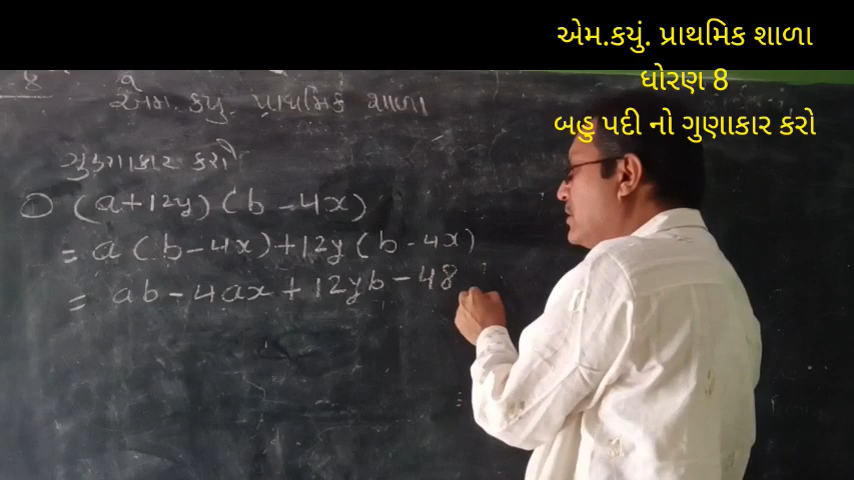 એમ.કયું. પ્રાથમિક શાળા
ધોરણ 8
બહુ પદી નો ગુણાકાર કરો
એમ. કયુ. પ્રાથમિક શાળા
ગુણાકાર કરો
(a+12y) (b-4x)
= a (b-4x)+12y (b-4x)
= ab-4ax+12yb-48